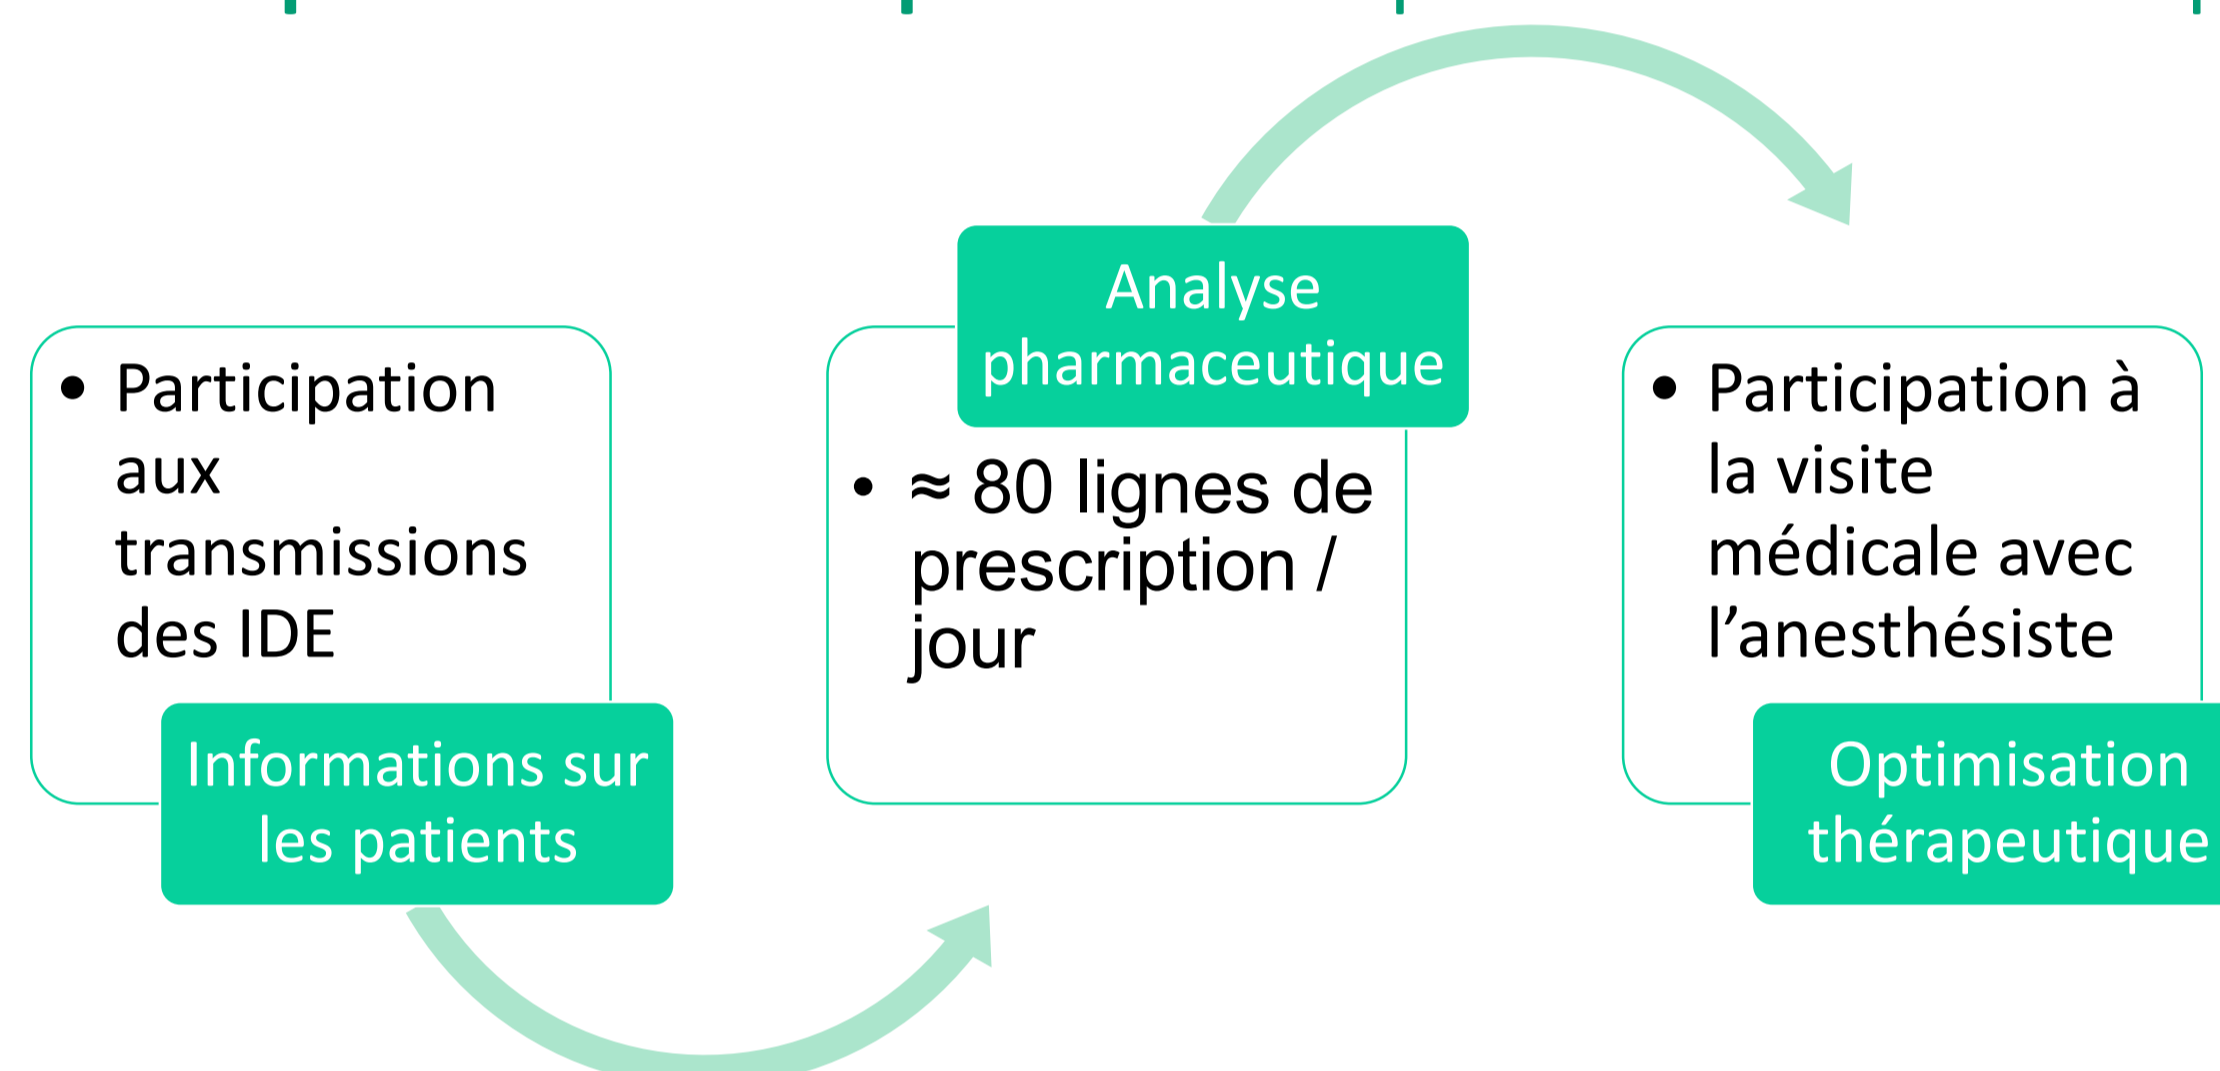 • Participation
aux
transmissions
des IDE
Informations sur
les patients
Analyse
pharmaceutique
• ≈ 80 lignes de
prescription /
jour
• Participation à
la visite
médicale avec
l’anesthésiste
Optimisation
thérapeutique